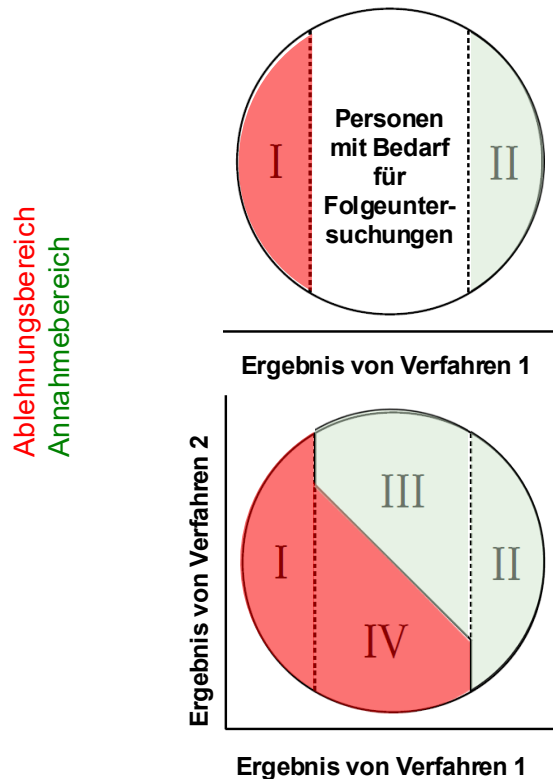 Ablehnungsbereich
Annahmebereich
I
Personen
mit Bedarf
für
Folgeunter-
suchungen
II
Ergebnis von Verfahren 1
Ergebnis von Verfahren 2
III
I
II
IV
Ergebnis von Verfahren 1